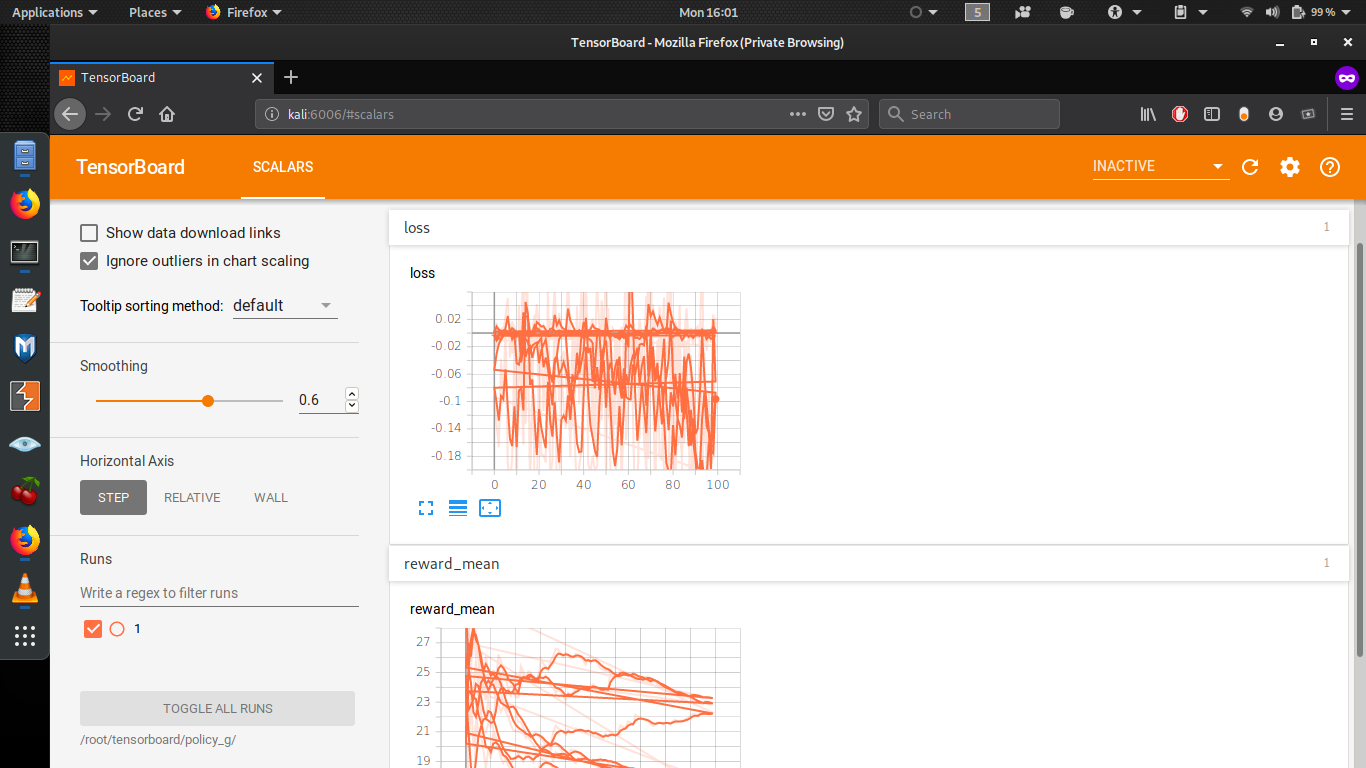 Applications Places Firefox Mon 16:01 5 99 %
TensorBoard - Mozilla Firefox (Private Browsing)
TensorBoard
kali:6006/#scalars Search
TensorBoard SCALARS INACTIVE
Show data download links
Ignore outliers in chart scaling
Tooltip sorting method: default
Smoothing
0.6
Horizontal Axis
STEP RELATIVE WALL
Runs
Write a regex to filter runs
1
TOGGLE ALL RUNS
/root/tensorboard/policy_g/
loss 1
loss
0.02
-0.02
-0.06
-0.1
-0.14
-0.18
0 20 40 60 80 100
reward_mean 1
reward_mean
27
25
23
21
19